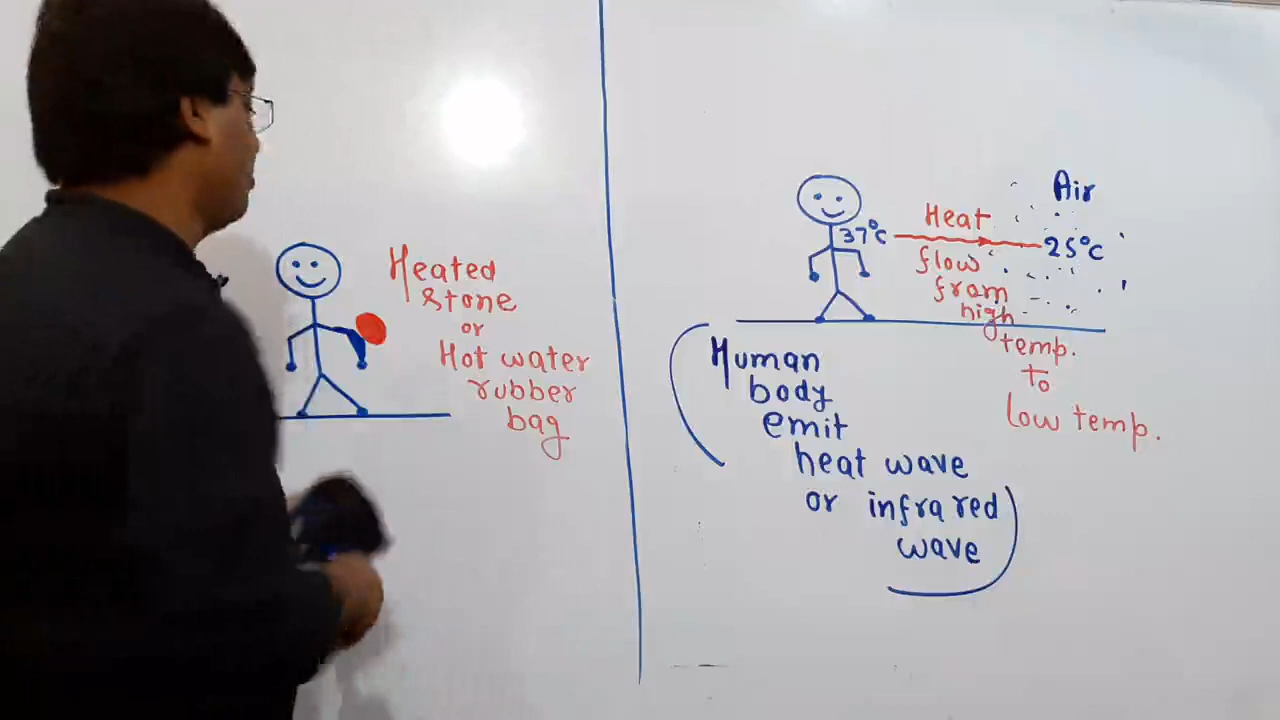 Heated
stone
or
Hot water
rubber
bag
Air
37°C
Heat
25°C
flow
from
high
temp.
to
low temp.
Human
body
emit
heat wave
or infrared
wave